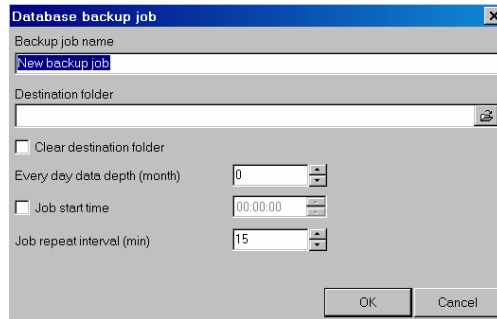 Database backup job
Backup job name
New backup job
Destination folder
Clear destination folder
Every day data depth (month) 0
Job start time 00:00:00
Job repeat interval (min) 15
OK Cancel